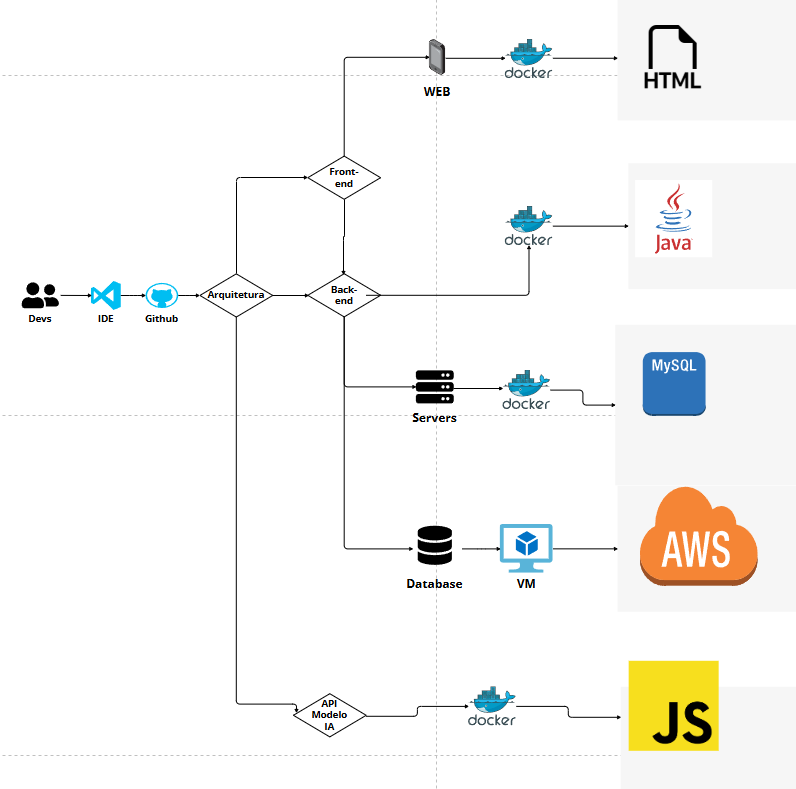 WEB
docker
HTML
Front-
end
docker
Java
Devs
IDE
Github
Arquitetura
Back-
end
Servers
docker
MySQL
Database
VM
AWS
API
Modelo
IA
docker
JS